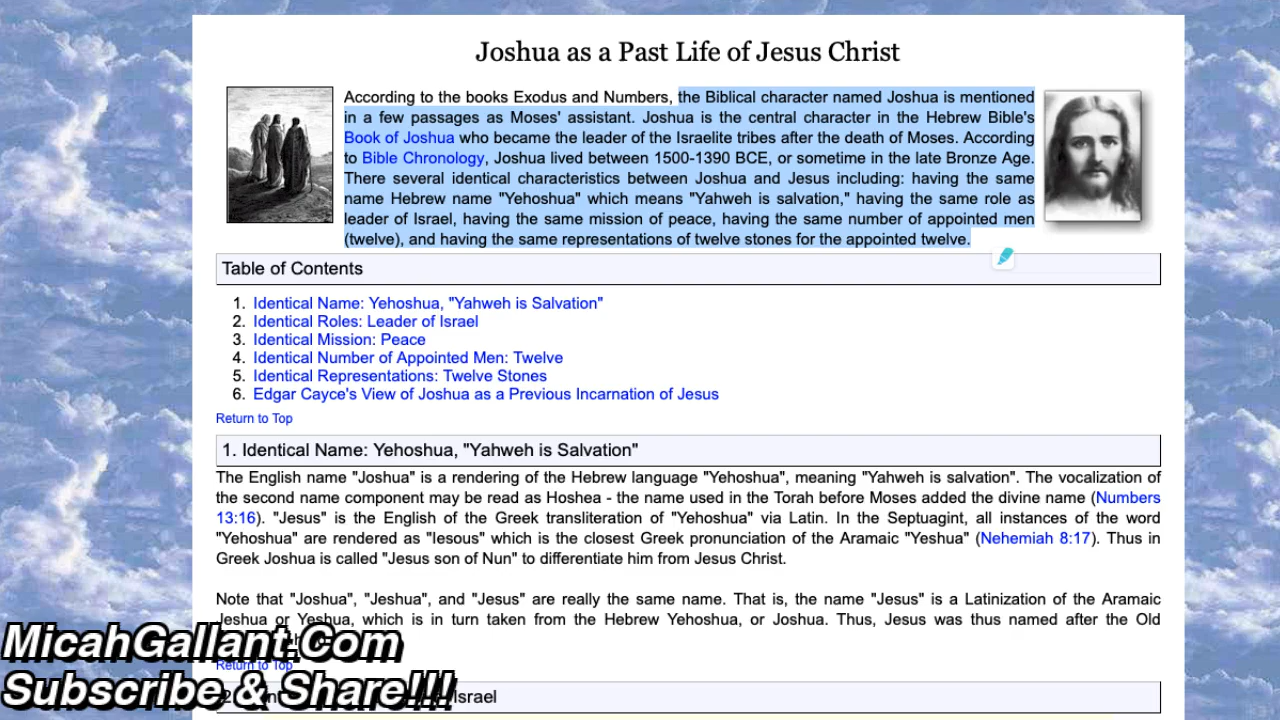 Joshua as a Past Life of Jesus Christ
According to the books Exodus and Numbers, the Biblical character named Joshua is mentioned
in a few passages as Moses' assistant. Joshua is the central character in the Hebrew Bible's
Book of Joshua who became the leader of the Israelite tribes after the death of Moses. According
to Bible Chronology, Joshua lived between 1500-1390 BCE, or sometime in the late Bronze Age.
There several identical characteristics between Joshua and Jesus including: having the same
name Hebrew name "Yehoshua" which means "Yahweh is salvation," having the same role as
leader of Israel, having the same mission of peace, having the same number of appointed men
(twelve), and having the same representations of twelve stones for the appointed twelve.
Table of Contents
1. Identical Name: Yehoshua, "Yahweh is Salvation"
2. Identical Roles: Leader of Israel
3. Identical Mission: Peace
4. Identical Number of Appointed Men: Twelve
5. Identical Representations: Twelve Stones
6. Edgar Cayce's View of Joshua as a Previous Incarnation of Jesus
Return to Top
1. Identical Name: Yehoshua, "Yahweh is Salvation"
The English name "Joshua" is a rendering of the Hebrew language "Yehoshua", meaning "Yahweh is salvation". The vocalization of
the second name component may be read as Hoshea - the name used in the Torah before Moses added the divine name (Numbers
13:16). "Jesus" is the English of the Greek transliteration of "Yehoshua" via Latin. In the Septuagint, all instances of the word
"Yehoshua" are rendered as "Iesous" which is the closest Greek pronunciation of the Aramaic "Yeshua" (Nehemiah 8:17). Thus in
Greek Joshua is called "Jesus son of Nun" to differentiate him from Jesus Christ.
Note that "Joshua", "Jeshua", and "Jesus" are really the same name. That is, the name "Jesus" is a Latinization of the Aramaic
Jeshua or Yeshua, which is in turn taken from the Hebrew Yehoshua, or Joshua. Thus, Jesus was thus named after the Old
MicahGallant.Com
Return to Top
Subscribe & Share!!!
Israel